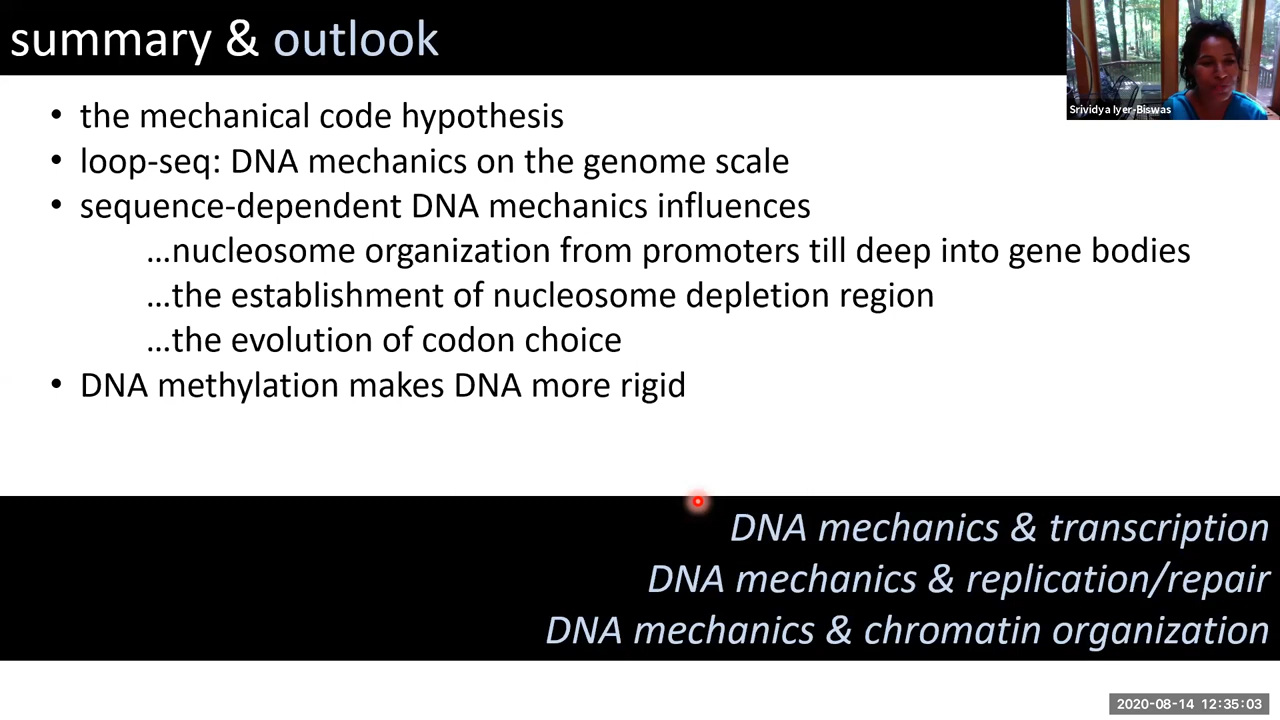 summary & outlook
Srividya Iyer-Biswas
• the mechanical code hypothesis
• loop-seq: DNA mechanics on the genome scale
• sequence-dependent DNA mechanics influences
…nucleosome organization from promoters till deep into gene bodies
…the establishment of nucleosome depletion region
…the evolution of codon choice
• DNA methylation makes DNA more rigid
DNA mechanics & transcription
DNA mechanics & replication/repair
DNA mechanics & chromatin organization
2020-08-14 12:35:03